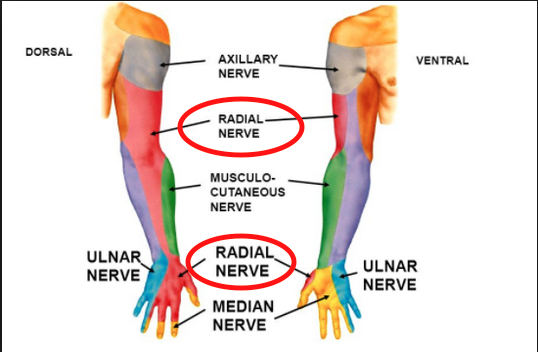 DORSAL
VENTRAL
AXILLARY
NERVE
RADIAL
NERVE
MUSCULO-
CUTANEOUS
NERVE
ULNAR
NERVE
RADIAL
NERVE
ULNAR
NERVE
MEDIAN
NERVE